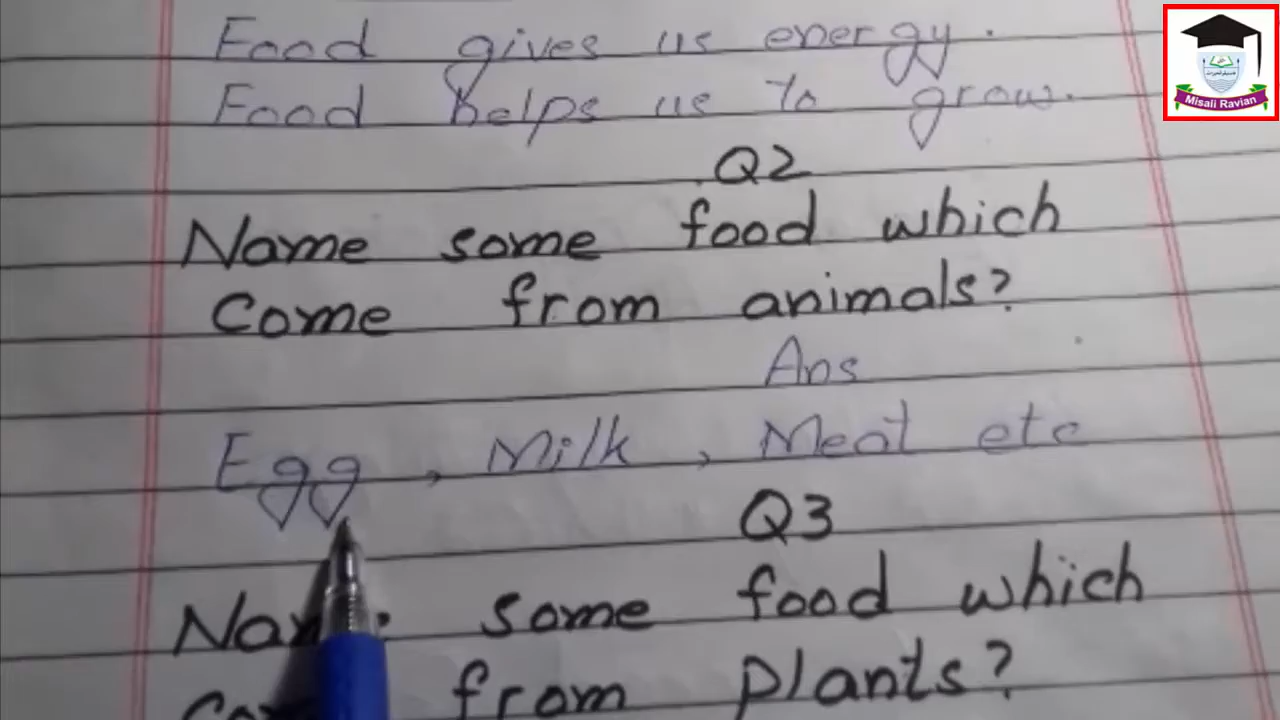 Food gives us energy.
Food helps us to grow.
Q2
Name some food which
Come from animals?
Ans
Egg, Milk, Meat etc
Q3
some food which
from plants?
Misali Ravian